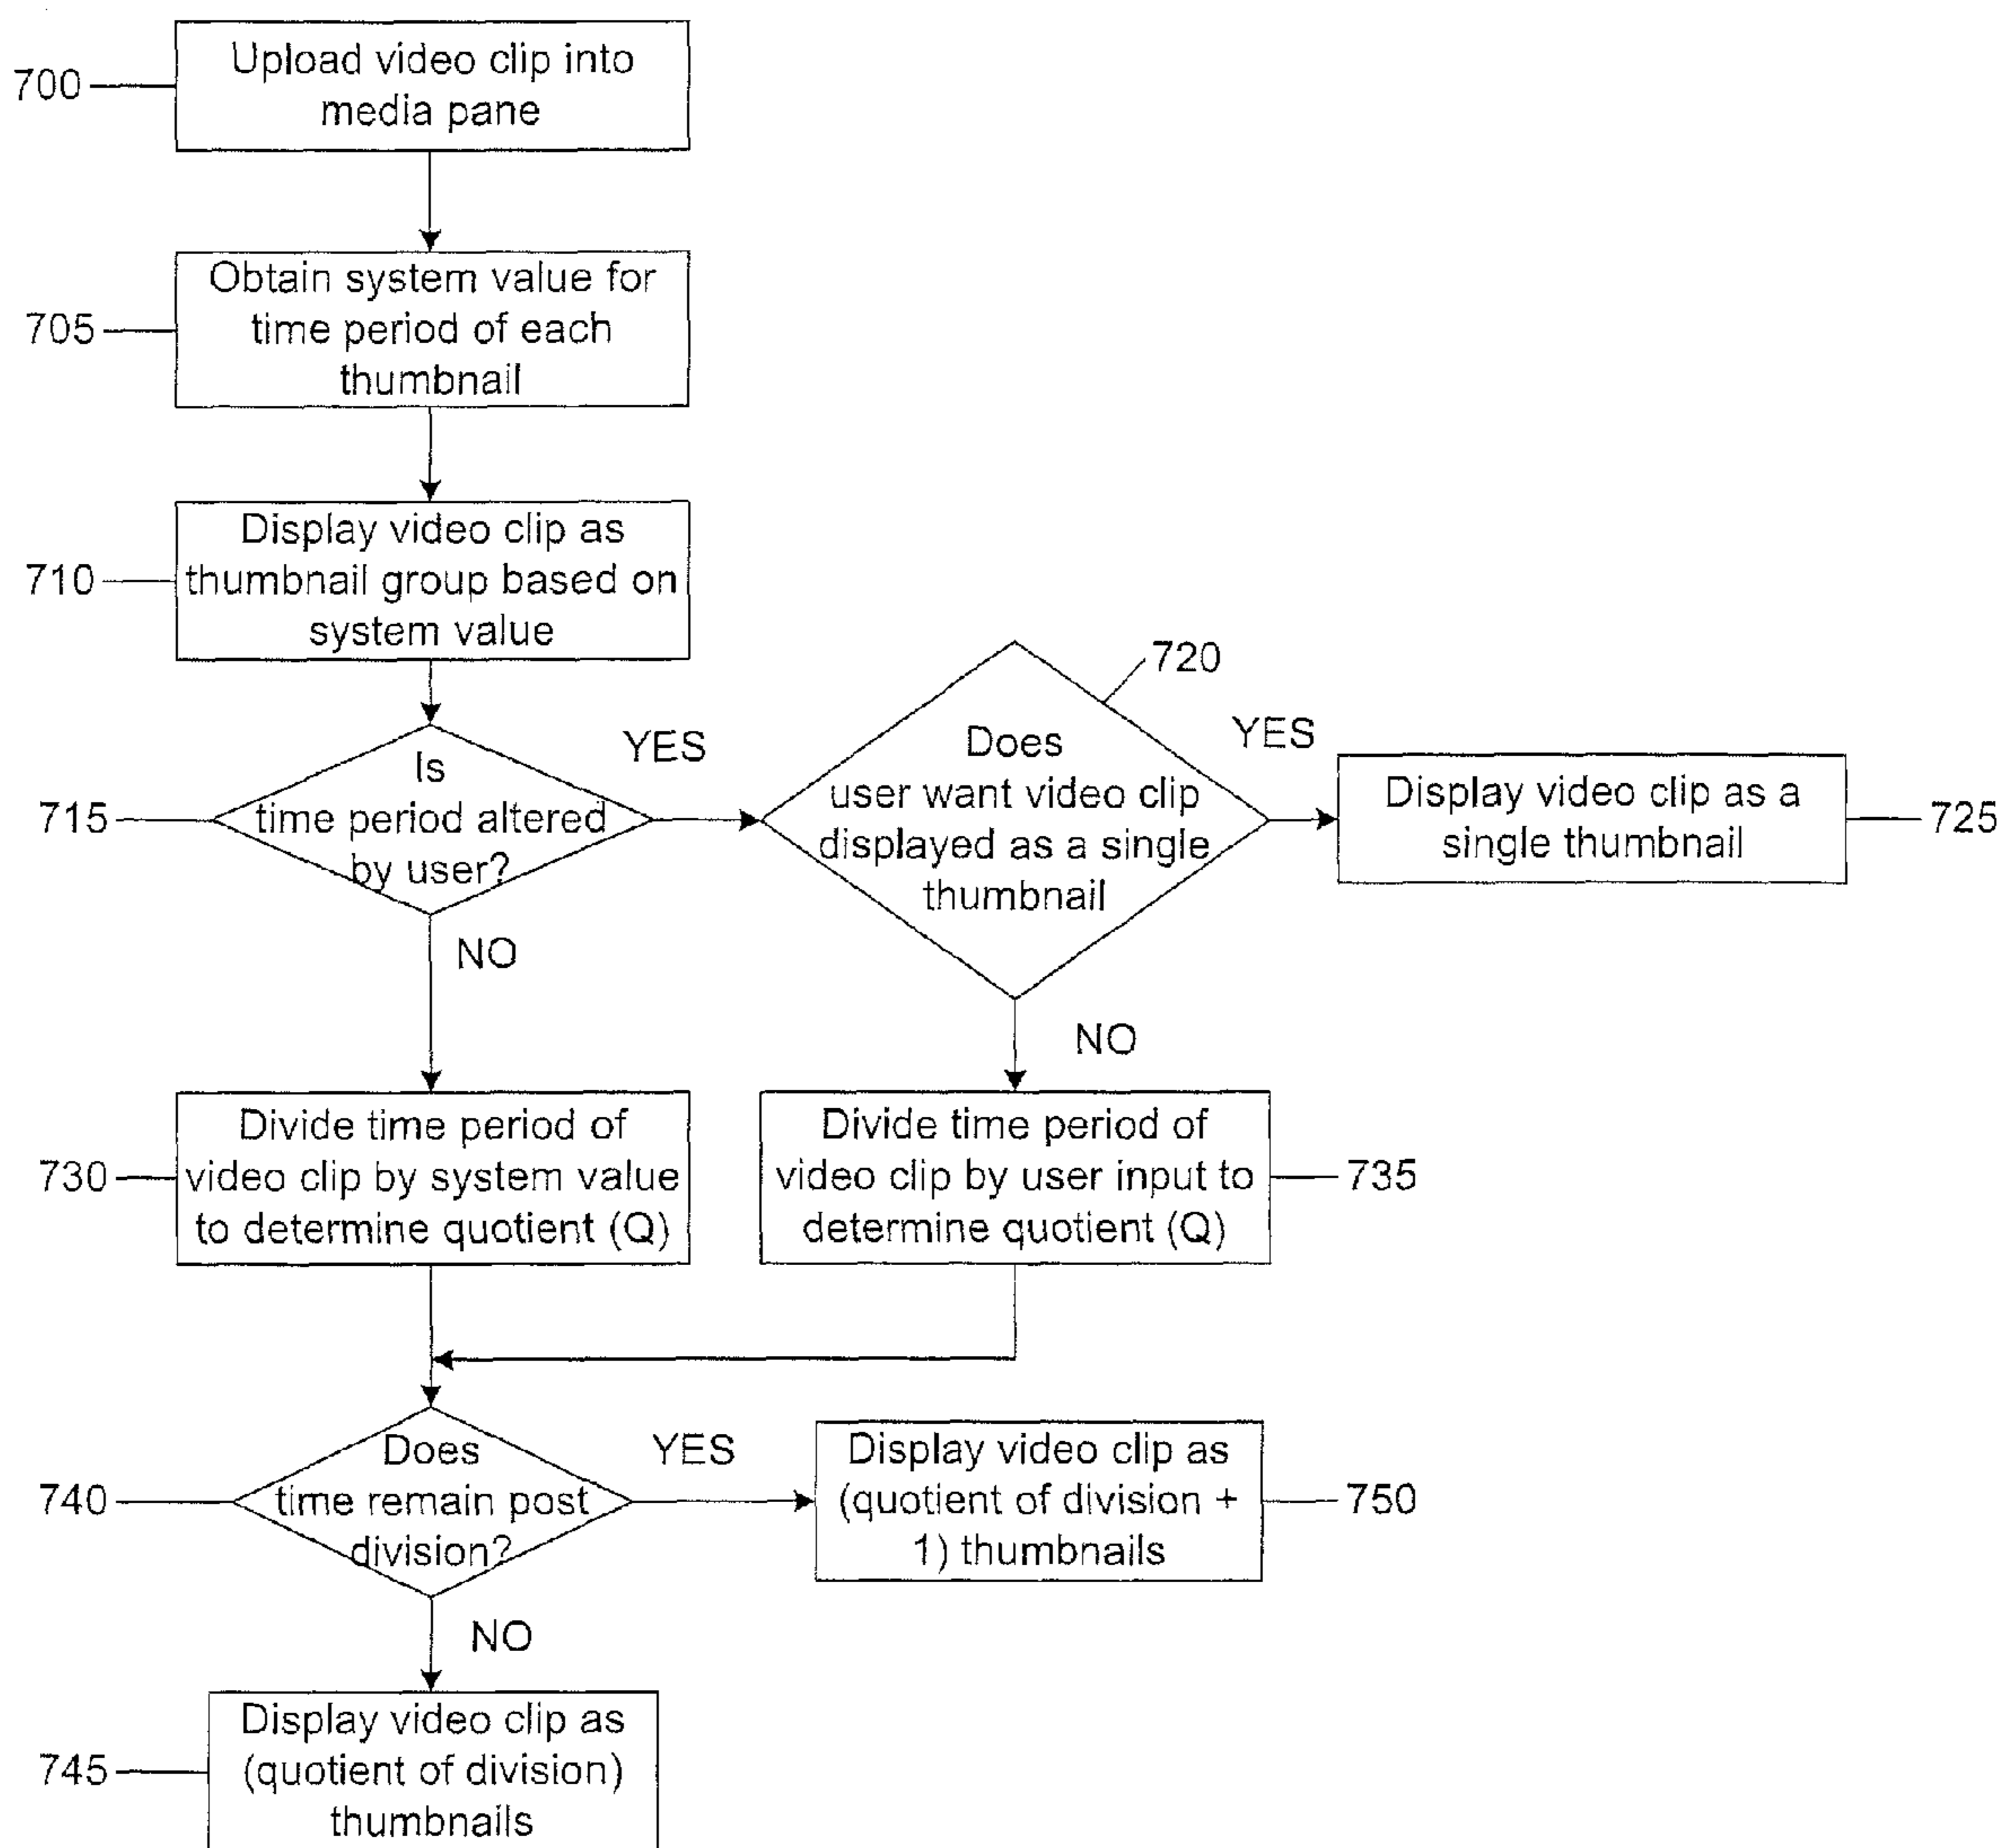 700
Upload video clip into
media pane
705
Obtain system value for
time period of each
thumbnail
710
Display video clip as
thumbnail group based on
system value
715
Is
time period altered
by user?
YES
720
Does
user want video clip
displayed as a single
thumbnail
YES
Display video clip as a
single thumbnail
725
NO
NO
730
Divide time period of
video clip by system value
to determine quotient (Q)
Divide time period of
video clip by user input to
determine quotient (Q)
735
740
Does
time remain post
division?
YES
Display video clip as
(quotient of division +
1) thumbnails
750
NO
745
Display video clip as
(quotient of division)
thumbnails